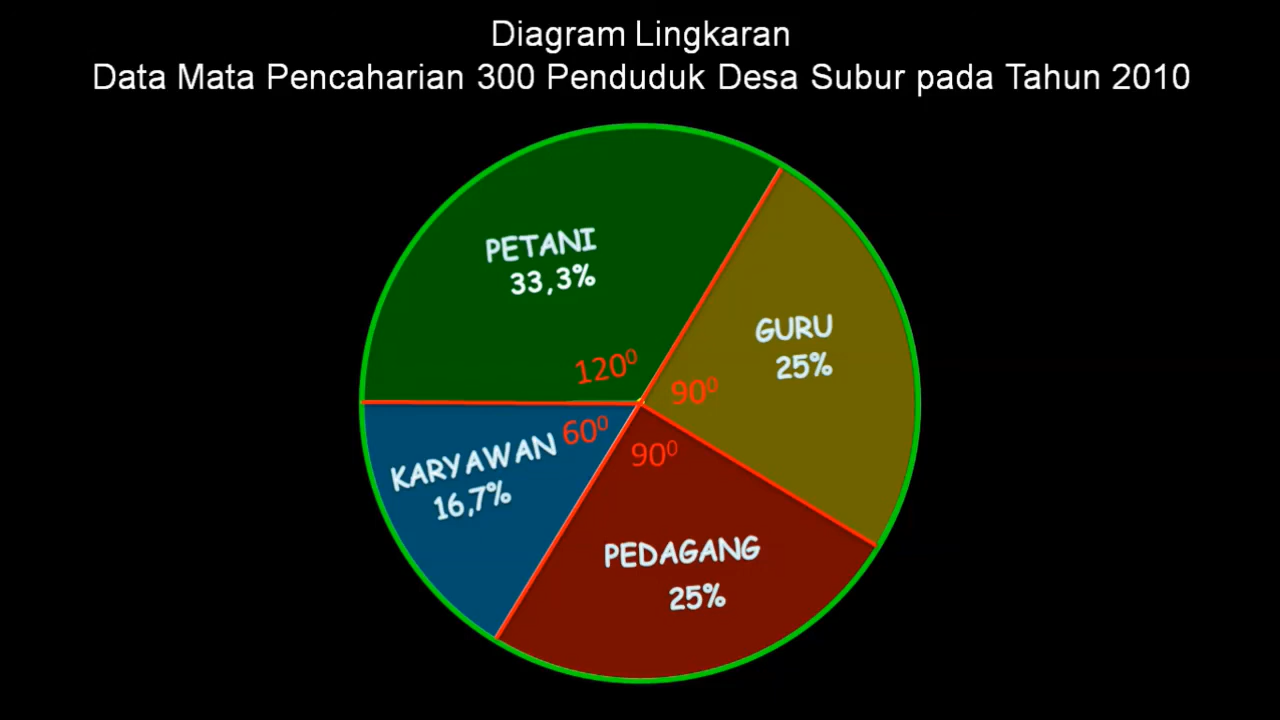 Diagram Lingkaran
Data Mata Pencaharian 300 Penduduk Desa Subur pada Tahun 2010
PETANI
33,3%
GURU
25%
120⁰
90⁰
60⁰
90⁰
KARYAWAN
16,7%
PEDAGANG
25%